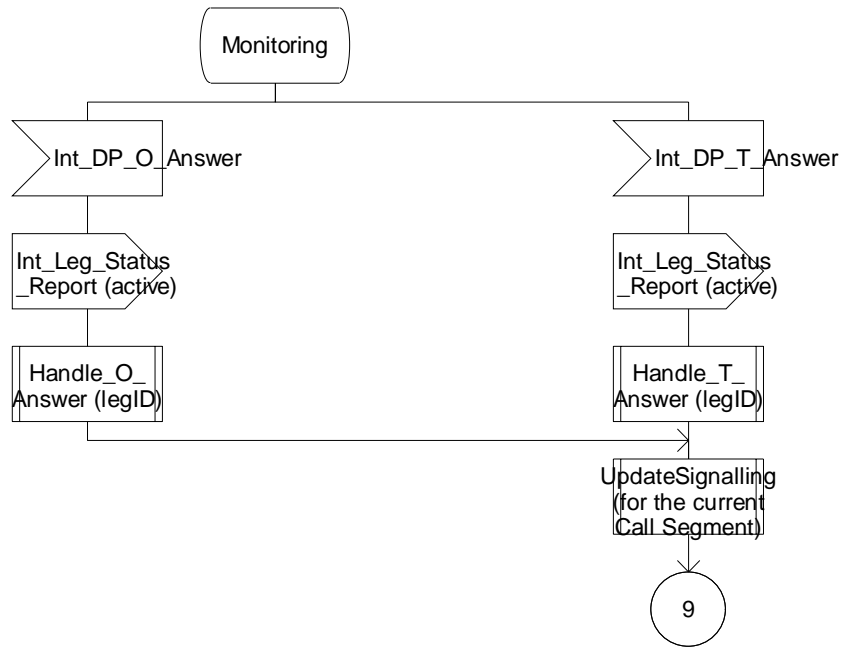 Monitoring
Int_DP_O_Answer
Int_DP_T_Answer
Int_Leg_Status
_Report (active)
Int_Leg_Status
_Report (active)
Handle_O_
Answer (legID)
Handle_T_
Answer (legID)
UpdateSignalling
(for the current
Call Segment)
9